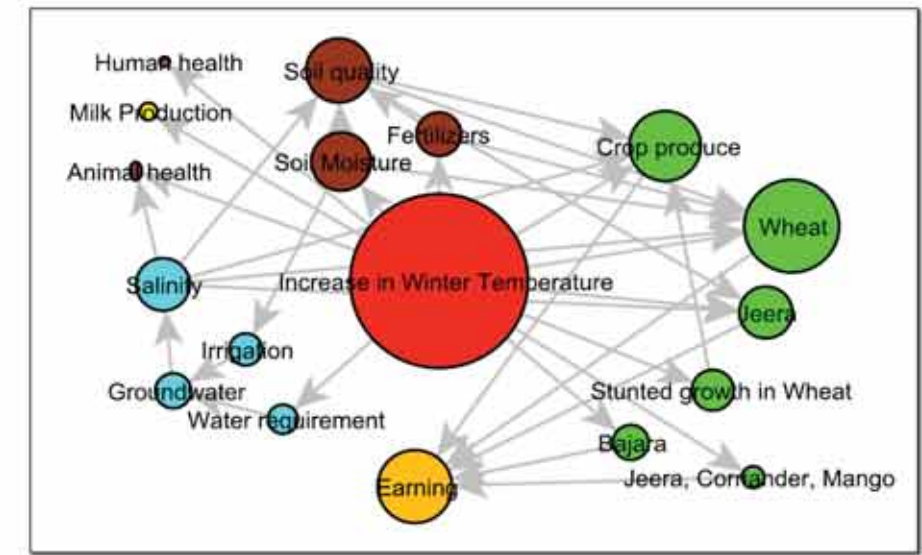 Human health
Soil quality
Milk Production
Fertilizers
Crop produce
Soil Moisture
Animal health
Wheat
Salinity
Increase in Winter Temperature
Jeera
Irrigation
Groundwater
Stunted growth in Wheat
Water requirement
Bajara
Jeera, Corriander, Mango
Earning